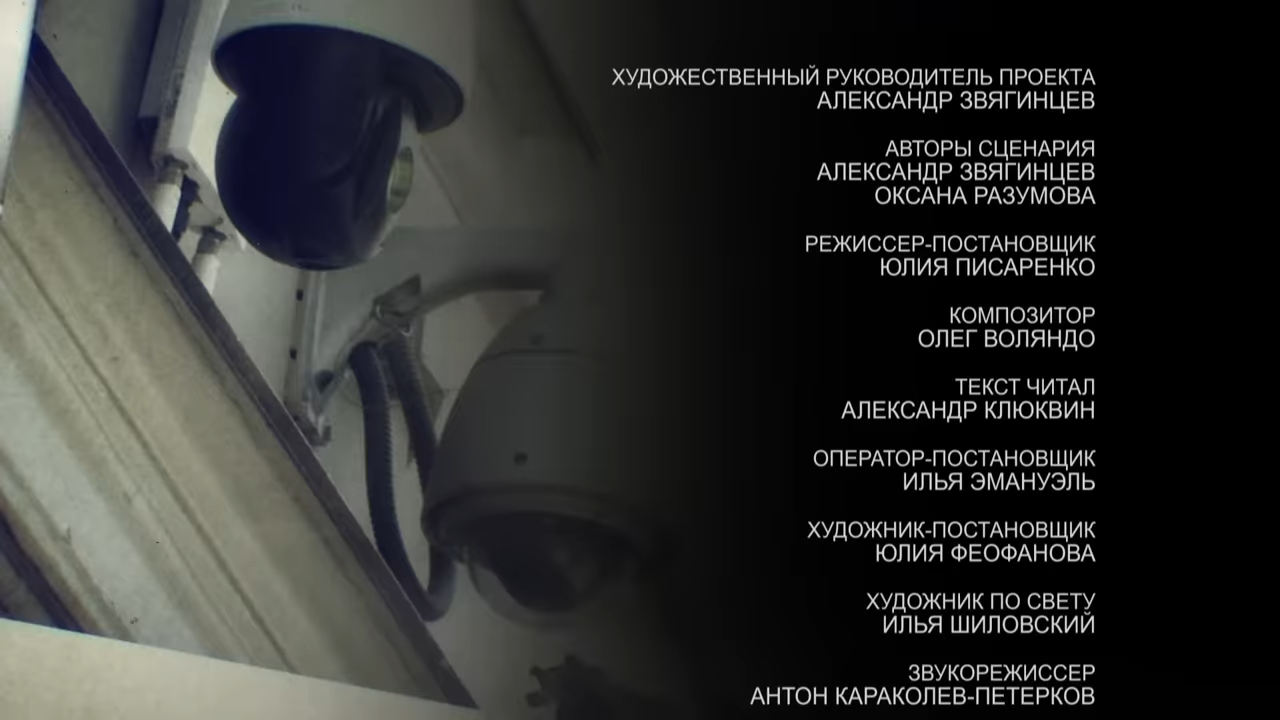 ХУДОЖЕСТВЕННЫЙ РУКОВОДИТЕЛЬ ПРОЕКТА
АЛЕКСАНДР ЗВЯГИНЦЕВ
АВТОРЫ СЦЕНАРИЯ
АЛЕКСАНДР ЗВЯГИНЦЕВ
ОКСАНА РАЗУМОВА
РЕЖИССЕР-ПОСТАНОВЩИК
ЮЛИЯ ПИСАРЕНКО
КОМПОЗИТОР
ОЛЕГ ВОЛЯНДО
ТЕКСТ ЧИТАЛ
АЛЕКСАНДР КЛЮКВИН
ОПЕРАТОР-ПОСТАНОВЩИК
ИЛЬЯ ЭМАНУЭЛЬ
ХУДОЖНИК-ПОСТАНОВЩИК
ЮЛИЯ ФЕОФАНОВА
ХУДОЖНИК ПО СВЕТУ
ИЛЬЯ ШИЛОВСКИЙ
ЗВУКОРЕЖИССЕР
АНТОН КАРАКОЛЕВ-ПЕТЕРКОВ